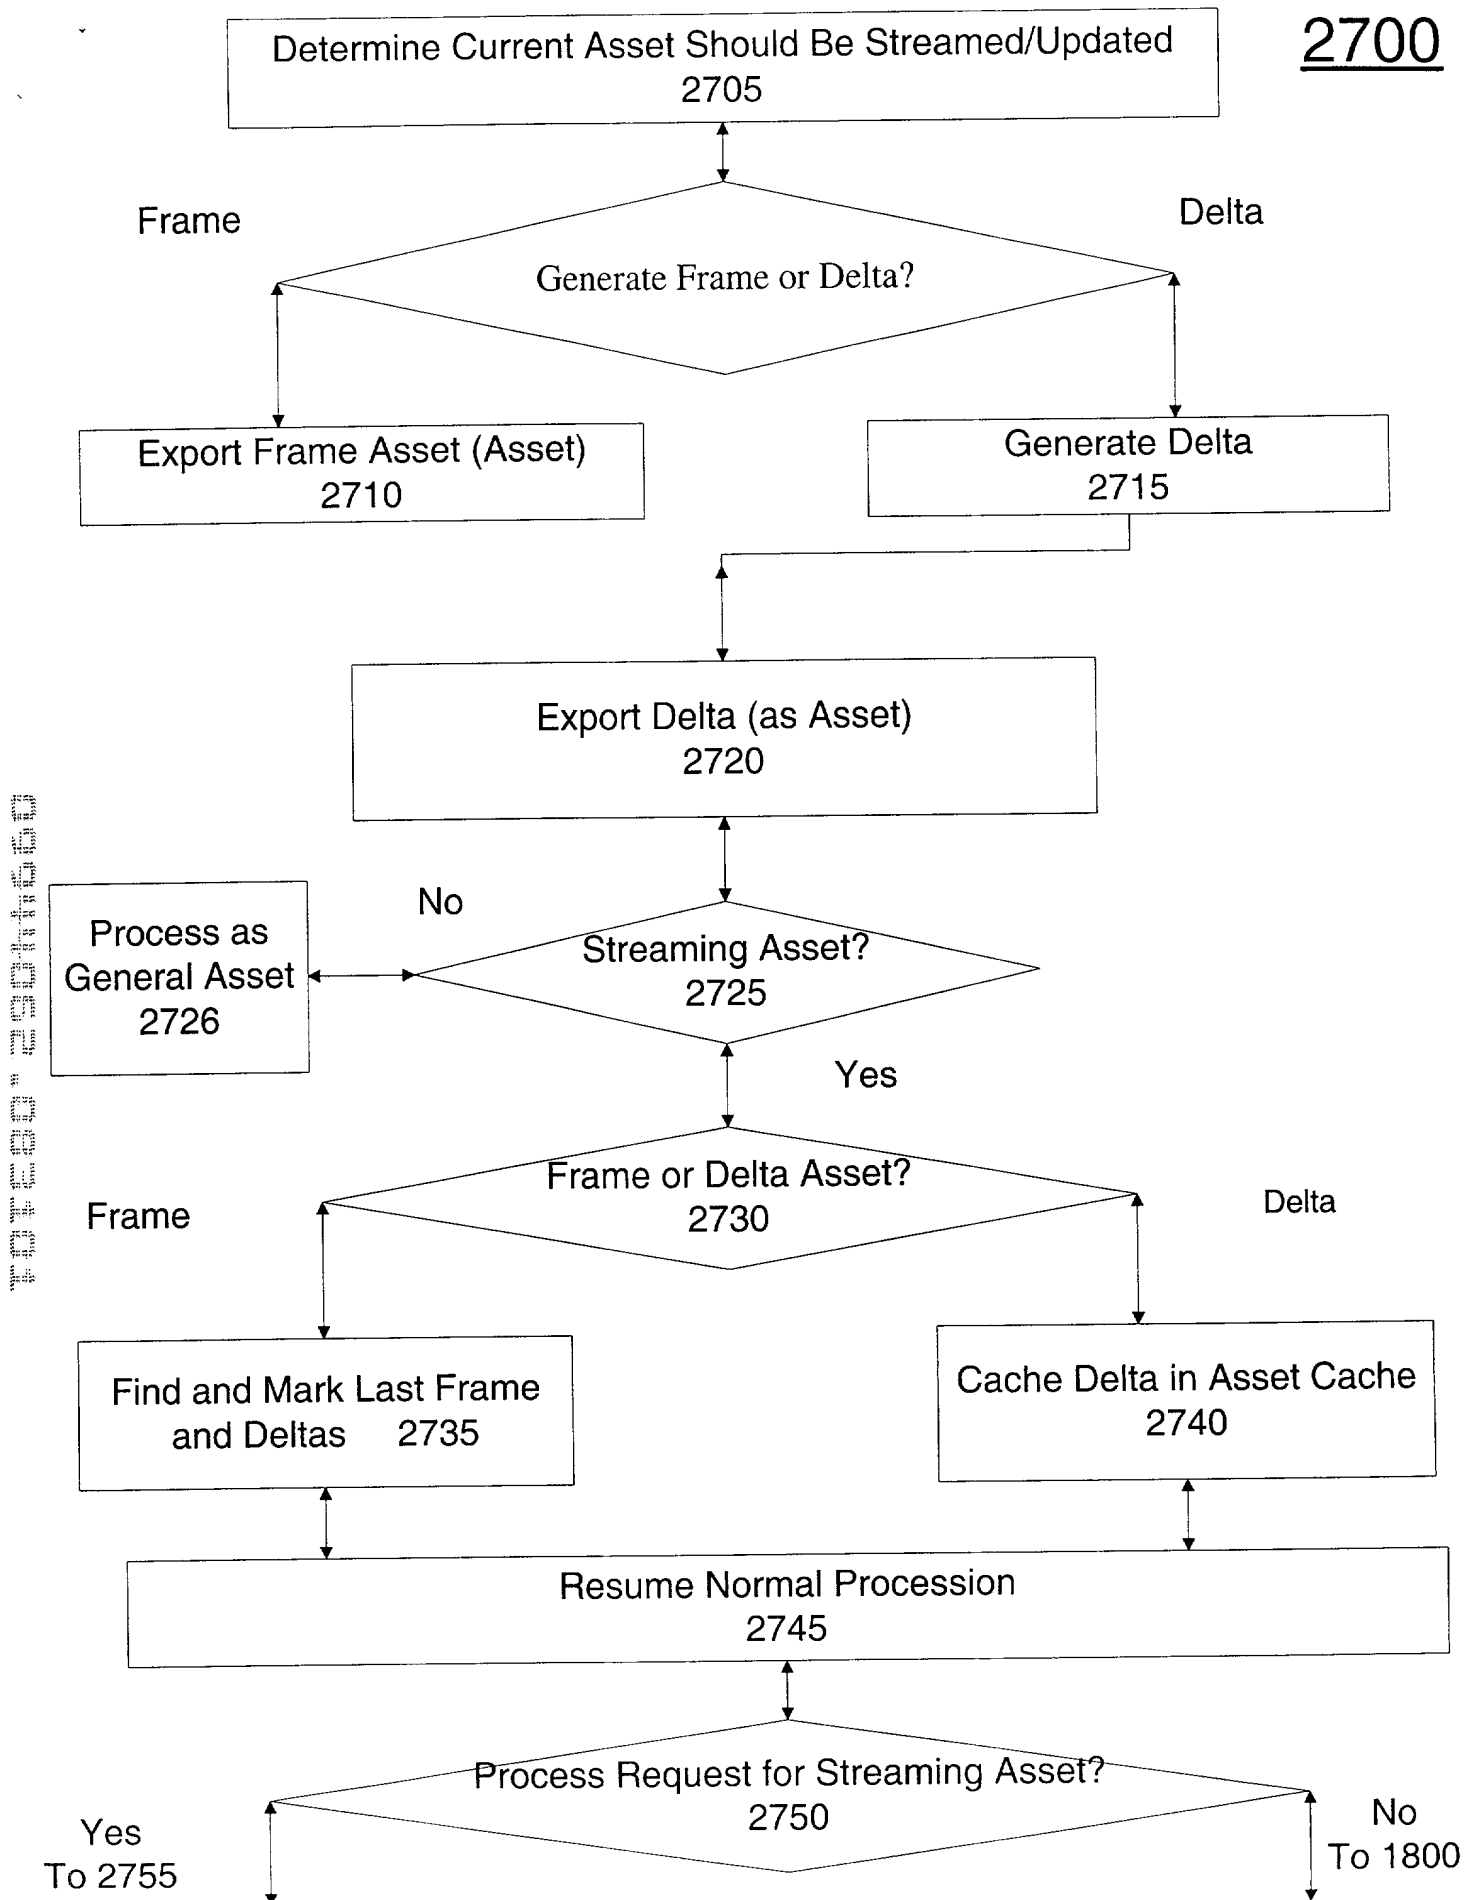 2700
Determine Current Asset Should Be Streamed/Updated
2705
Frame
Delta
Generate Frame or Delta?
Export Frame Asset (Asset)
2710
Generate Delta
2715
Export Delta (as Asset)
2720
No
Process as
General Asset
2726
Streaming Asset?
2725
Yes
Frame or Delta Asset?
2730
Frame
Delta
Find and Mark Last Frame
and Deltas 2735
Cache Delta in Asset Cache
2740
Resume Normal Procession
2745
Process Request for Streaming Asset?
2750
Yes
To 2755
No
To 1800